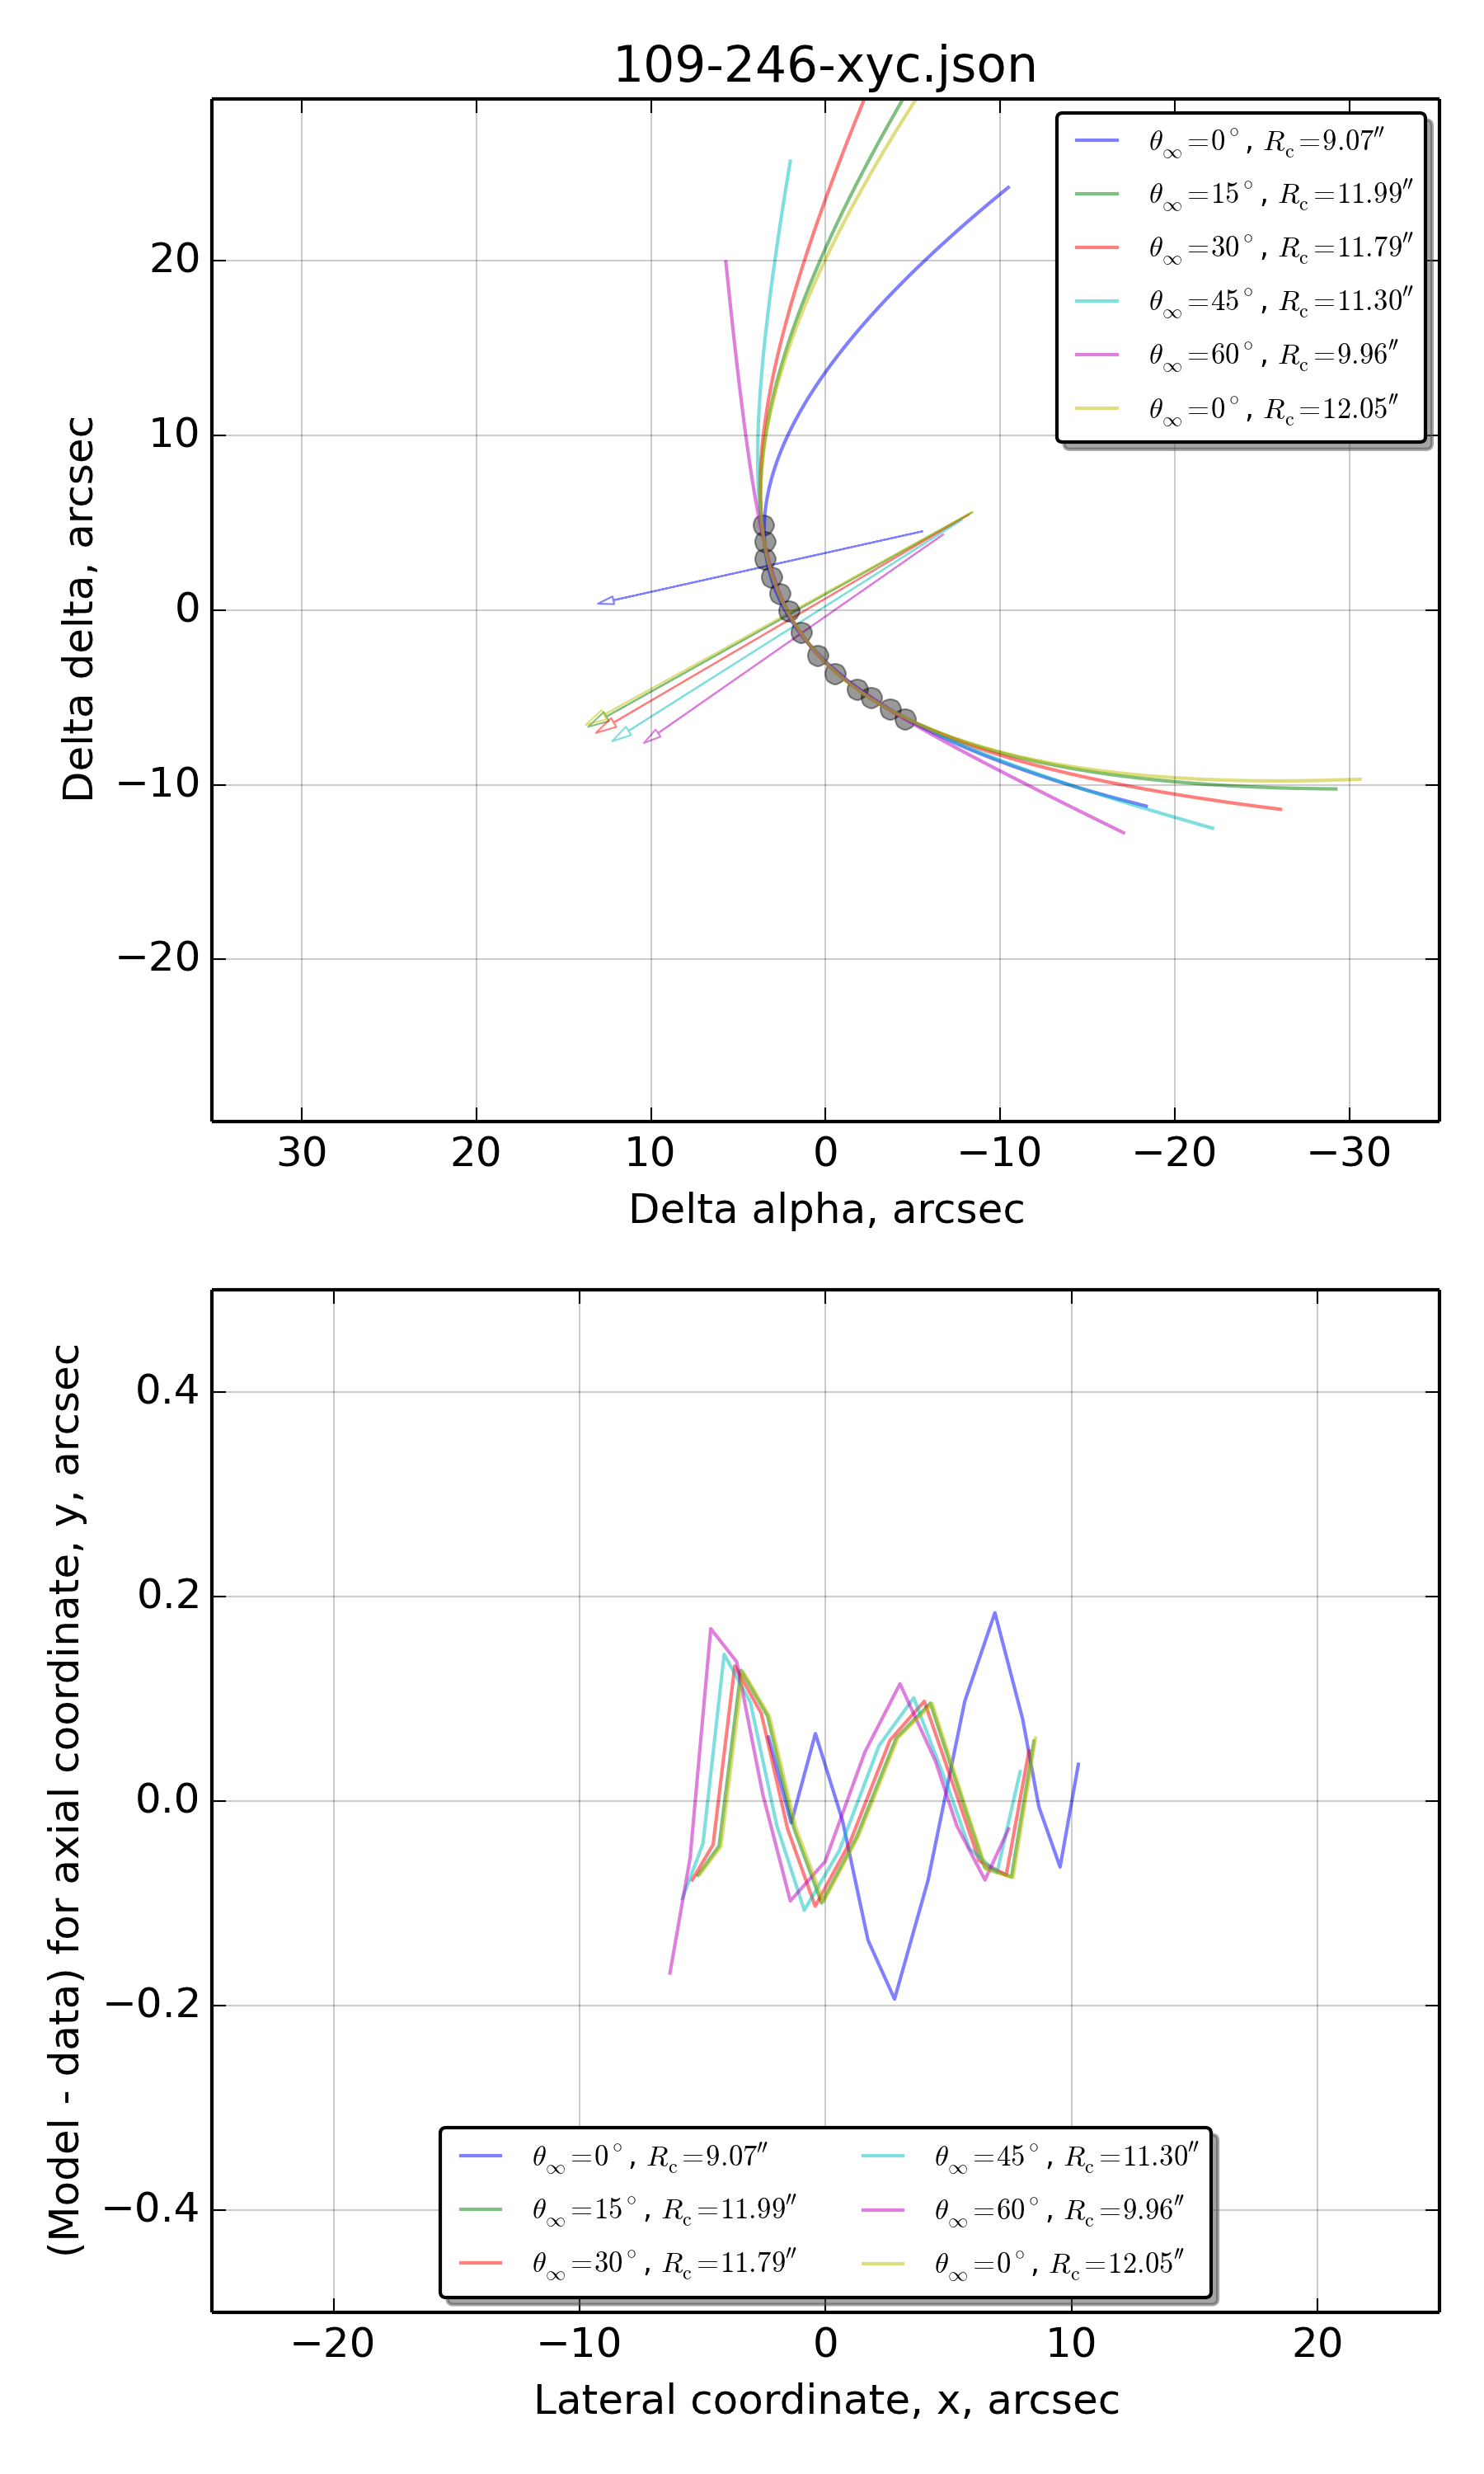 109-246-xyc.json
θ∞=0°, Rc=9.07″
θ∞=15°, Rc=11.99″
θ∞=30°, Rc=11.79″
θ∞=45°, Rc=11.30″
θ∞=60°, Rc=9.96″
θ∞=0°, Rc=12.05″
20
10
0
−10
−20
Delta delta, arcsec
30 20 10 0 −10 −20 −30
Delta alpha, arcsec
0.4
0.2
0.0
−0.2
−0.4
(Model - data) for axial coordinate, y, arcsec
θ∞=0°, Rc=9.07″ θ∞=45°, Rc=11.30″
θ∞=15°, Rc=11.99″ θ∞=60°, Rc=9.96″
θ∞=30°, Rc=11.79″ θ∞=0°, Rc=12.05″
−20 −10 0 10 20
Lateral coordinate, x, arcsec